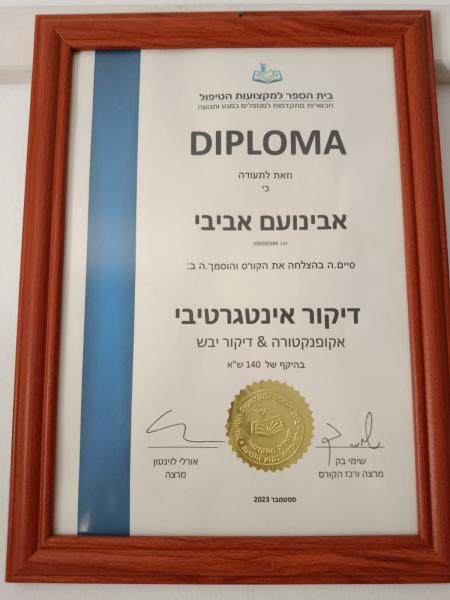 בית הספר למקצועות הטיפול
הכשרות מתקדמות למטפלים במגע ותנועה
DIPLOMA
וזאת לתעודה
כי
אבינועם אביבי
ת.ז.
סיים.ה בהצלחה את הקורס והוסמך.ה ב:
דיקור אינטגרטיבי
אקופנקטורה & דיקור יבש
בהיקף של 140 ש"א
שימי בק
מרצה ורכז הקורס
אורלי לוינטון
מרצה
ספטמבר 2023